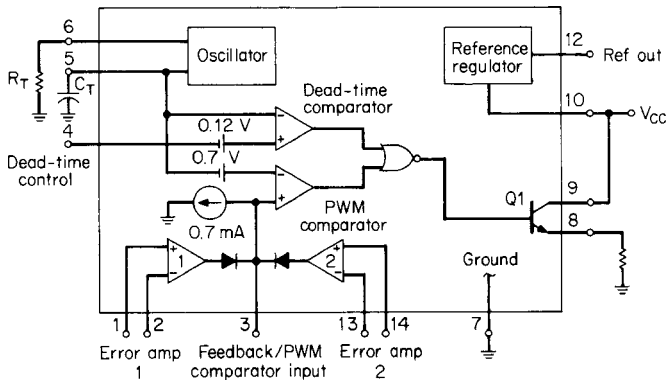 6
Oscillator
Reference
regulator
12
Ref out
5
R_T
C_T
Dead-time
comparator
10
V_CC
4
0.12 V
Dead-time
control
0.7 V
9
Q1
8
PWM
comparator
0.7 mA
Ground
+
−
1
2
+
−
1
2
3
13
14
7
Error amp
1
Feedback/PWM
comparator input
Error amp
2
−
+
−
+